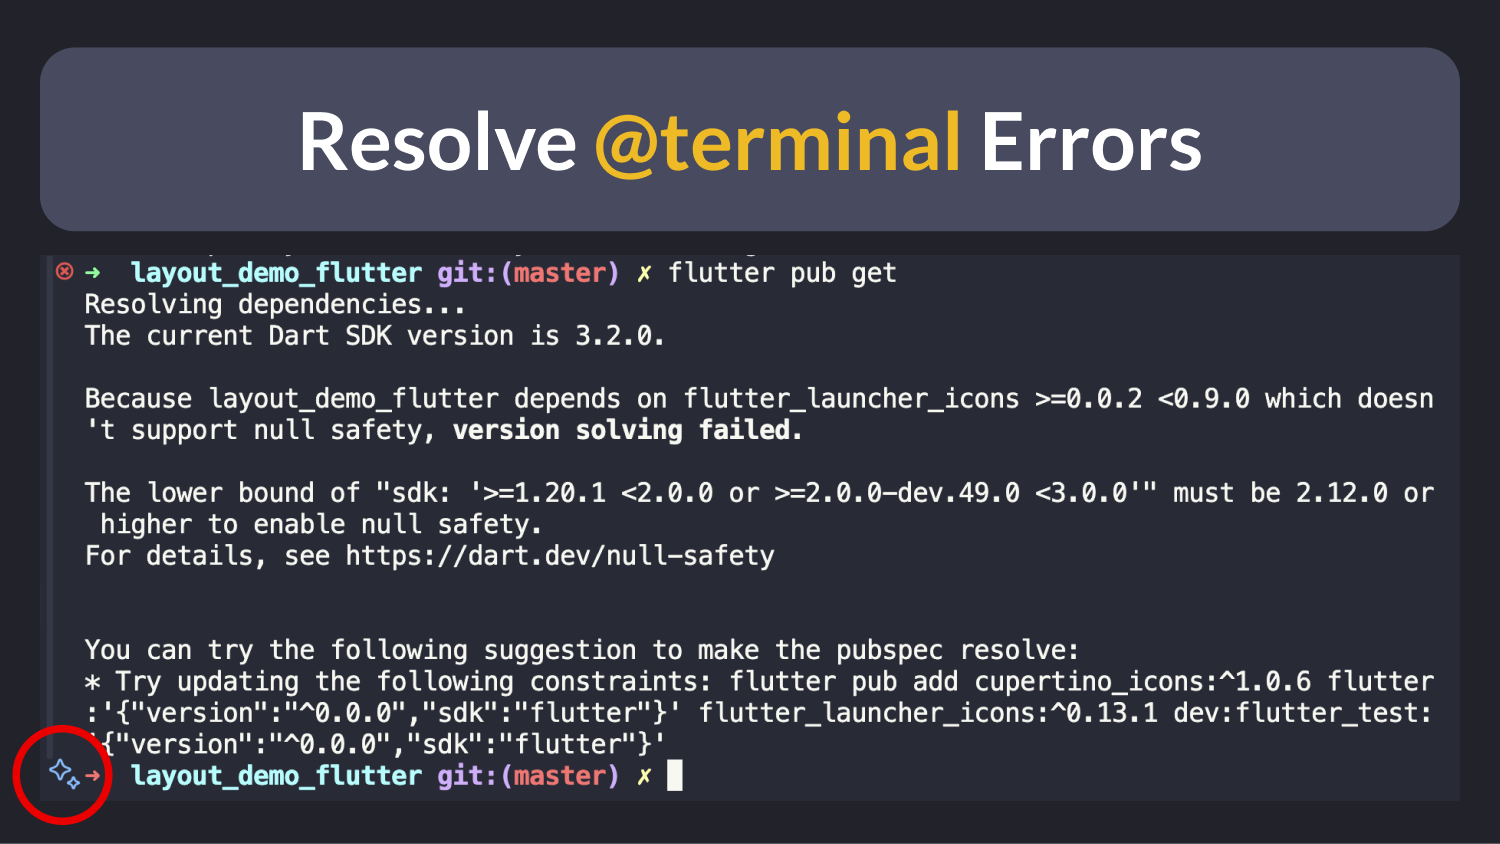 Resolve @terminal Errors
➜ layout_demo_flutter git:(master) ✗ flutter pub get
Resolving dependencies...
The current Dart SDK version is 3.2.0.
Because layout_demo_flutter depends on flutter_launcher_icons >=0.0.2 <0.9.0 which doesn
't support null safety, version solving failed.
The lower bound of "sdk: '>=1.20.1 <2.0.0 or >=2.0.0-dev.49.0 <3.0.0'" must be 2.12.0 or
higher to enable null safety.
For details, see https://dart.dev/null-safety
You can try the following suggestion to make the pubspec resolve:
* Try updating the following constraints: flutter pub add cupertino_icons:^1.0.6 flutter
:'{"version":"^0.0.0","sdk":"flutter"}' flutter_launcher_icons:^0.13.1 dev:flutter_test:
'{"version":"^0.0.0","sdk":"flutter"}'
➜ layout_demo_flutter git:(master) ✗